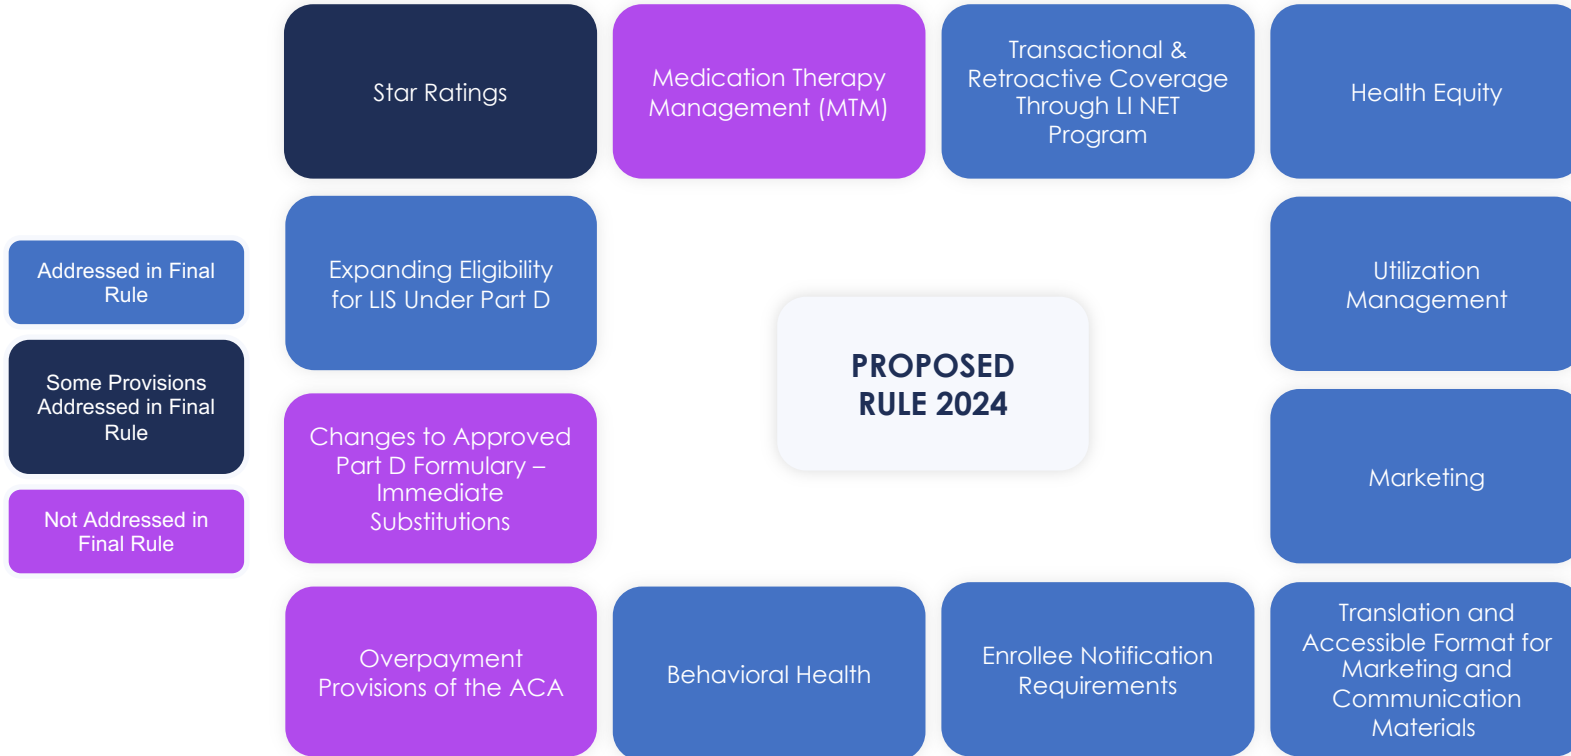 Star Ratings
Medication Therapy
Management (MTM)
Transactional &
Retroactive Coverage
Through LI NET
Program
Health Equity
Addressed in Final
Rule
Some Provisions
Addressed in Final
Rule
Not Addressed in
Final Rule
Expanding Eligibility
for LIS Under Part D
Utilization
Management
PROPOSED
RULE 2024
Changes to Approved
Part D Formulary –
Immediate
Substitutions
Marketing
Overpayment
Provisions of the ACA
Behavioral Health
Enrollee Notification
Requirements
Translation and
Accessible Format for
Marketing and
Communication
Materials